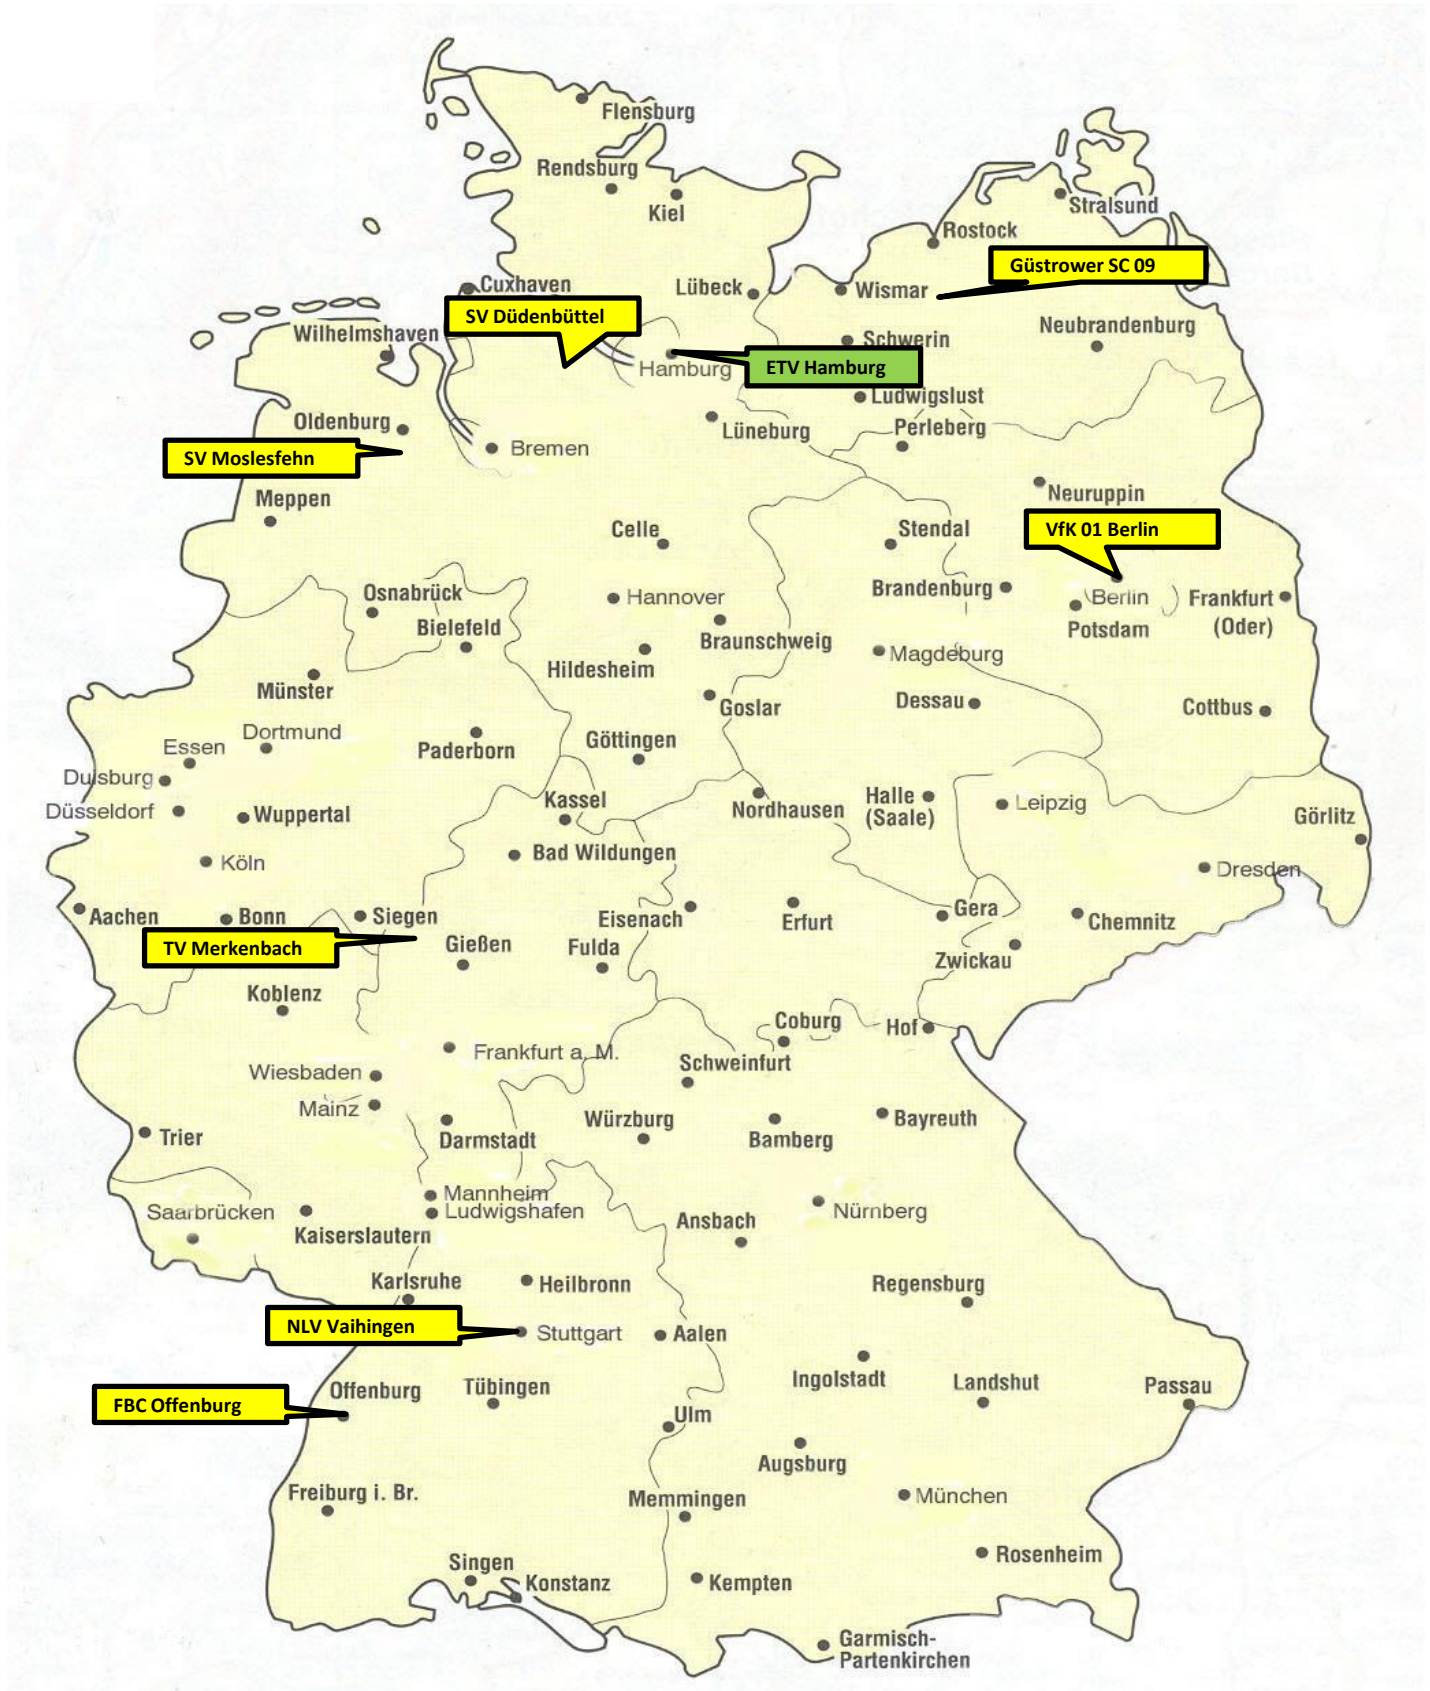 Flensburg
Rendsburg
Kiel
Stralsund
Rostock
Güstrower SC 09
Cuxhaven
Lübeck
Wismar
SV Düdenbüttel
Wilhelmshaven
Neubrandenburg
Schwerin
Hamburg
ETV Hamburg
Ludwigslust
Oldenburg
Lüneburg
Perleberg
SV Moslesfehn
Bremen
Meppen
Neuruppin
Celle
Stendal
VfK 01 Berlin
Osnabrück
Hannover
Brandenburg
Berlin
Frankfurt
(Oder)
Bielefeld
Braunschweig
Potsdam
Hildesheim
Magdeburg
Münster
Goslar
Dessau
Cottbus
Dortmund
Essen
Paderborn
Göttingen
Duisburg
Düsseldorf
Wuppertal
Kassel
Nordhausen
Halle
(Saale)
Leipzig
Görlitz
Köln
Bad Wildungen
Dresden
Aachen
Bonn
Siegen
Eisenach
Erfurt
Gera
Chemnitz
TV Merkenbach
Gießen
Fulda
Zwickau
Koblenz
Coburg
Hof
Frankfurt a. M.
Schweinfurt
Wiesbaden
Mainz
Trier
Darmstadt
Würzburg
Bamberg
Bayreuth
Mannheim
Ludwigshafen
Saarbrücken
Kaiserslautern
Ansbach
Nürnberg
Karlsruhe
Heilbronn
Regensburg
NLV Vaihingen
Stuttgart
Aalen
Offenburg
Tübingen
Ingolstadt
Landshut
Passau
FBC Offenburg
Ulm
Augsburg
Freiburg i. Br.
Memmingen
München
Singen
Konstanz
Kempten
Rosenheim
Garmisch-
Partenkirchen